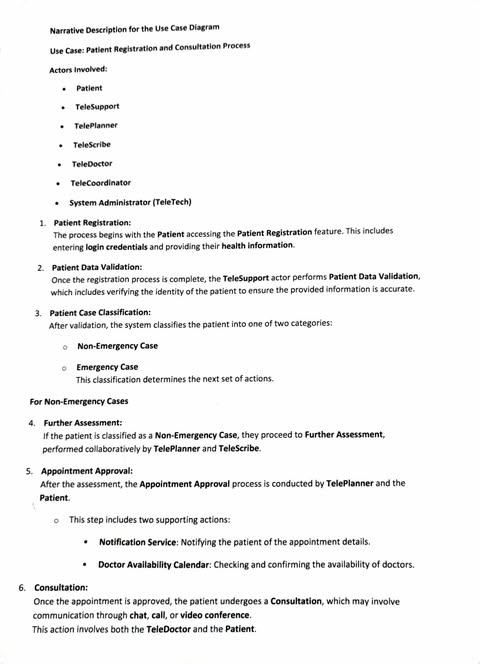 Narrative Description for the Use Case Diagram
Use Case: Patient Registration and Consultation Process
Actors Involved:
• Patient
• TeleSupport
• TelePlanner
• TeleScribe
• TeleDoctor
• TeleCoordinator
• System Administrator (TeleTech)
1. Patient Registration:
The process begins with the Patient accessing the Patient Registration feature. This includes
entering login credentials and providing their health information.
2. Patient Data Validation:
Once the registration process is complete, the TeleSupport actor performs Patient Data Validation,
which includes verifying the identity of the patient to ensure the provided information is accurate.
3. Patient Case Classification:
After validation, the system classifies the patient into one of two categories:
o Non-Emergency Case
o Emergency Case
This classification determines the next set of actions.
For Non-Emergency Cases
4. Further Assessment:
If the patient is classified as a Non-Emergency Case, they proceed to Further Assessment,
performed collaboratively by TelePlanner and TeleScribe.
5. Appointment Approval:
After the assessment, the Appointment Approval process is conducted by TelePlanner and the
Patient.
o This step includes two supporting actions:
▪ Notification Service: Notifying the patient of the appointment details.
▪ Doctor Availability Calendar: Checking and confirming the availability of doctors.
6. Consultation:
Once the appointment is approved, the patient undergoes a Consultation, which may involve
communication through chat, call, or video conference.
This action involves both the TeleDoctor and the Patient.